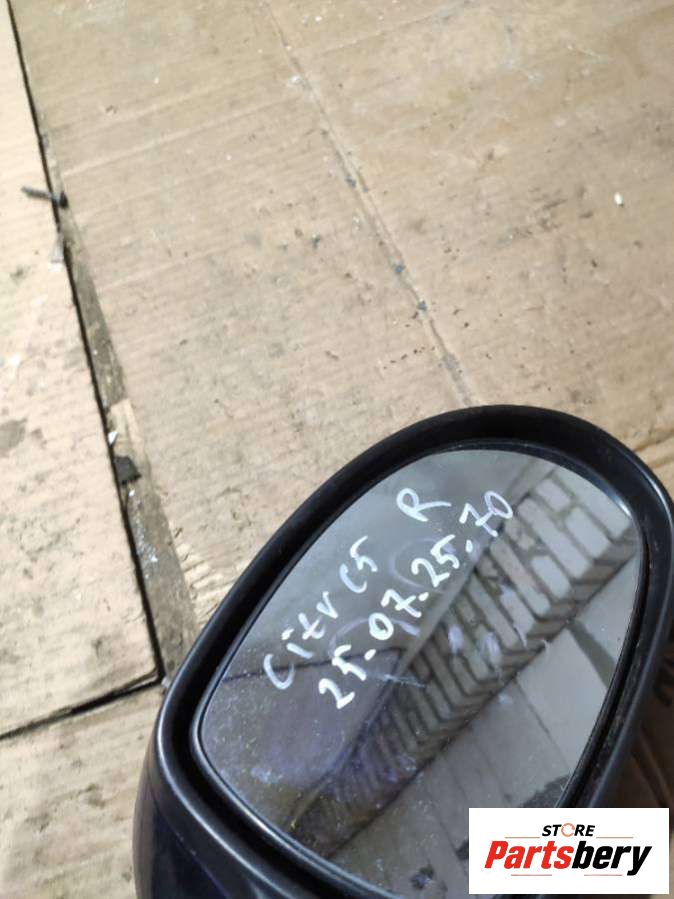 Citr C5 R
25.07.25.70
STORE
Partsbery